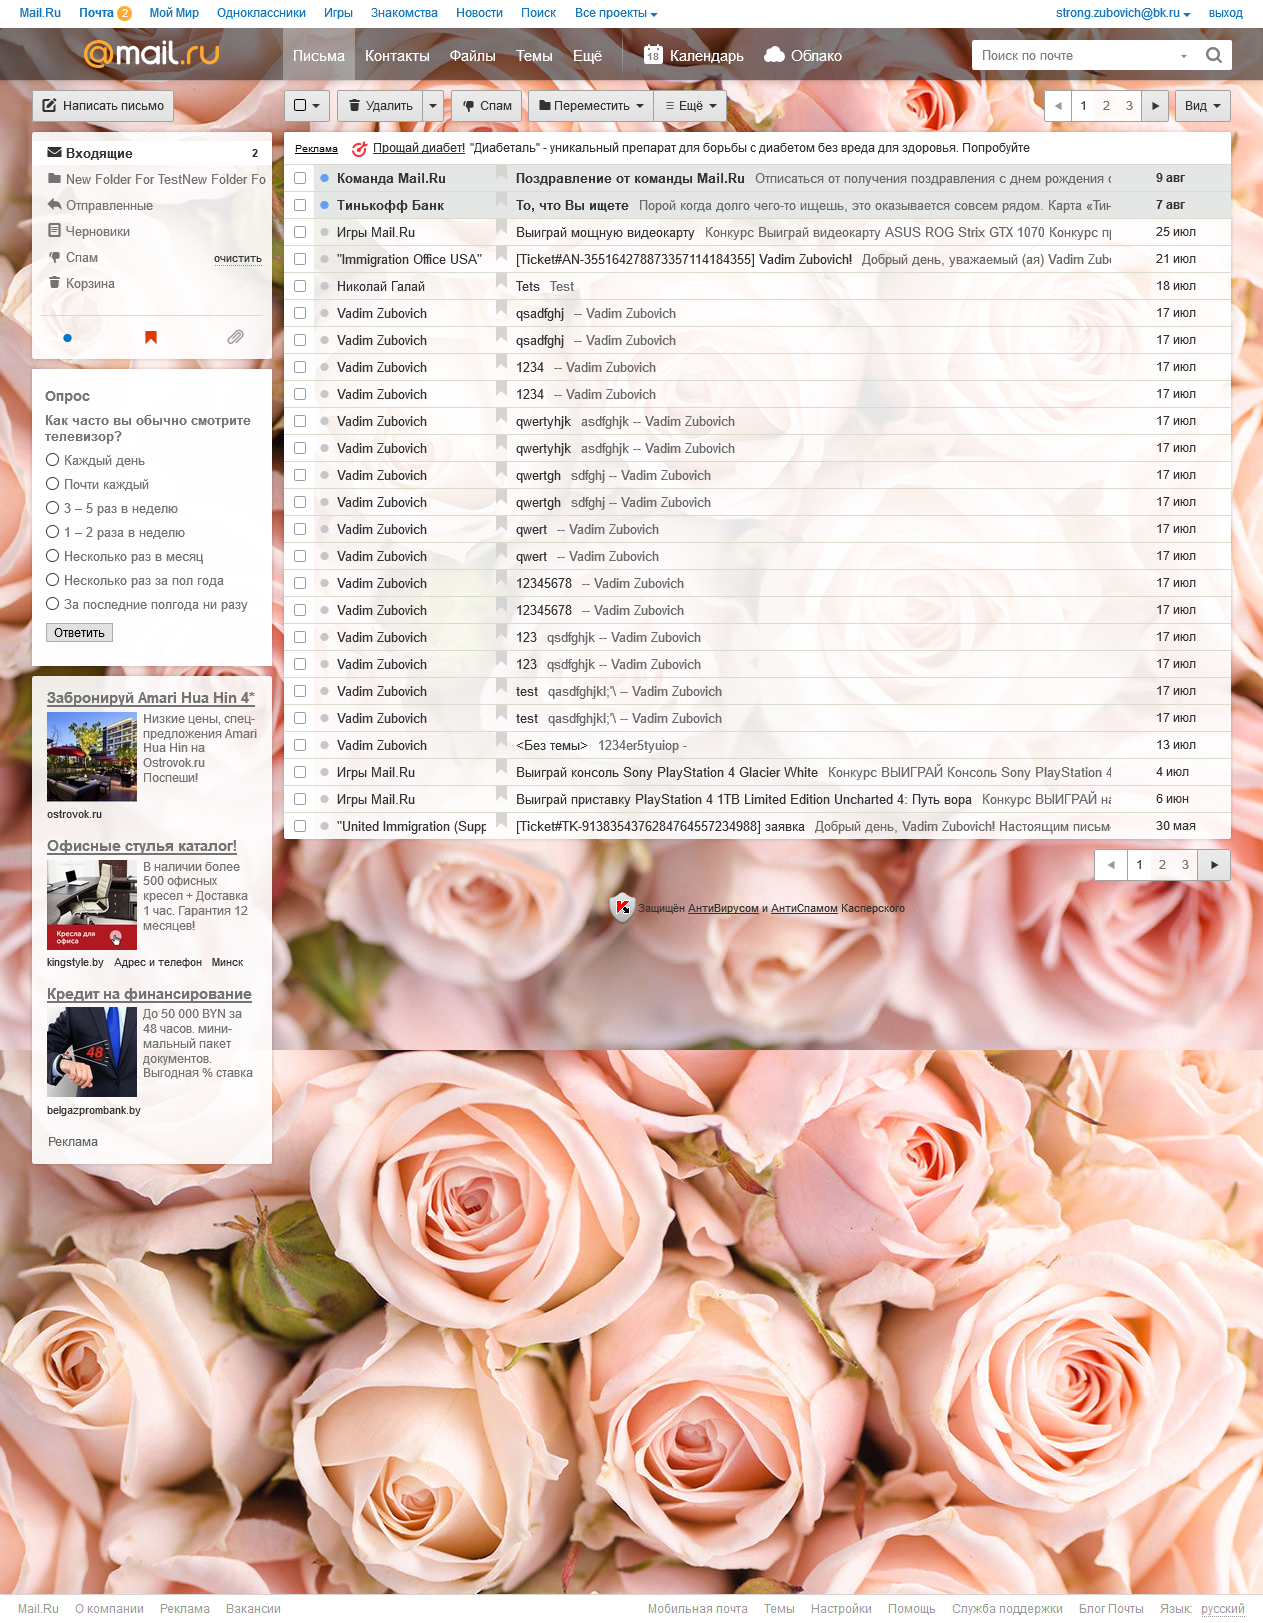 Mail.Ru Почта 2 Мой Мир Одноклассники Игры Знакомства Новости Поиск Все проекты strong.zubovich@bk.ru выход
@mail.ru Письма Контакты Файлы Темы Ещё 18 Календарь Облако Поиск по почте
Написать письмо Удалить Спам Переместить Ещё 1 2 3 Вид
Входящие 2
New Folder For TestNew Folder Fo
Отправленные
Черновики
Спам очистить
Корзина
Опрос
Как часто вы обычно смотрите
телевизор?
Каждый день
Почти каждый
3 – 5 раз в неделю
1 – 2 раза в неделю
Несколько раз в месяц
Несколько раз за пол года
За последние полгода ни разу
Ответить
Забронируй Amari Hua Hin 4*
Низкие цены, спец-
предложения Amari
Hua Hin на
Ostrovok.ru
Поспеши!
ostrovok.ru
Офисные стулья каталог!
В наличии более
500 офисных
кресел + Доставка
1 час. Гарантия 12
месяцев!
Кресла для
офиса
kingstyle.by Адрес и телефон Минск
Кредит на финансирование
До 50 000 BYN за
48 часов. мини-
мальный пакет
документов.
Выгодная % ставка
48
belgazprombank.by
Реклама
Реклама Прощай диабет! "Диабеталь" - уникальный препарат для борьбы с диабетом без вреда для здоровья. Попробуйте
Команда Mail.Ru Поздравление от команды Mail.Ru Отписаться от получения поздравления с днем рождения 9 авг
Тинькофф Банк То, что Вы ищете Порой когда долго чего-то ищешь, это оказывается совсем рядом. Карта «Тин 7 авг
Игры Mail.Ru Выиграй мощную видеокарту Конкурс Выиграй видеокарту ASUS ROG Strix GTX 1070 Конкурс пр 25 июл
"Immigration Office USA" [Ticket#AN-355164278873357114184355] Vadim Zubovich! Добрый день, уважаемый (ая) Vadim Zub 21 июл
Николай Галай Tets Test 18 июл
Vadim Zubovich qsadfghj -- Vadim Zubovich 17 июл
Vadim Zubovich qsadfghj -- Vadim Zubovich 17 июл
Vadim Zubovich 1234 -- Vadim Zubovich 17 июл
Vadim Zubovich 1234 -- Vadim Zubovich 17 июл
Vadim Zubovich qwertyhjk asdfghjk -- Vadim Zubovich 17 июл
Vadim Zubovich qwertyhjk asdfghjk -- Vadim Zubovich 17 июл
Vadim Zubovich qwertgh sdfghj -- Vadim Zubovich 17 июл
Vadim Zubovich qwertgh sdfghj -- Vadim Zubovich 17 июл
Vadim Zubovich qwert -- Vadim Zubovich 17 июл
Vadim Zubovich qwert -- Vadim Zubovich 17 июл
Vadim Zubovich 12345678 -- Vadim Zubovich 17 июл
Vadim Zubovich 12345678 -- Vadim Zubovich 17 июл
Vadim Zubovich 123 qsdfghjk -- Vadim Zubovich 17 июл
Vadim Zubovich 123 qsdfghjk -- Vadim Zubovich 17 июл
Vadim Zubovich test qasdfghjkl;'\ -- Vadim Zubovich 17 июл
Vadim Zubovich test qasdfghjkl;'\ -- Vadim Zubovich 17 июл
Vadim Zubovich <Без темы> 1234er5tyuiop - 13 июл
Игры Mail.Ru Выиграй консоль Sony PlayStation 4 Glacier White Конкурс ВЫИГРАЙ Консоль Sony PlayStation 4 4 июл
Игры Mail.Ru Выиграй приставку PlayStation 4 1TB Limited Edition Uncharted 4: Путь вора Конкурс ВЫИГРАЙ на 6 июн
"United Immigration (Supp [Ticket#TK-9138354376284764557234988] заявка Добрый день, Vadim Zubovich! Настоящим письм 30 мая
1 2 3
Защищён АнтиВирусом и АнтиСпамом Касперского
Mail.Ru О компании Реклама Вакансии Мобильная почта Темы Настройки Помощь Служба поддержки Блог Почты Язык: русский